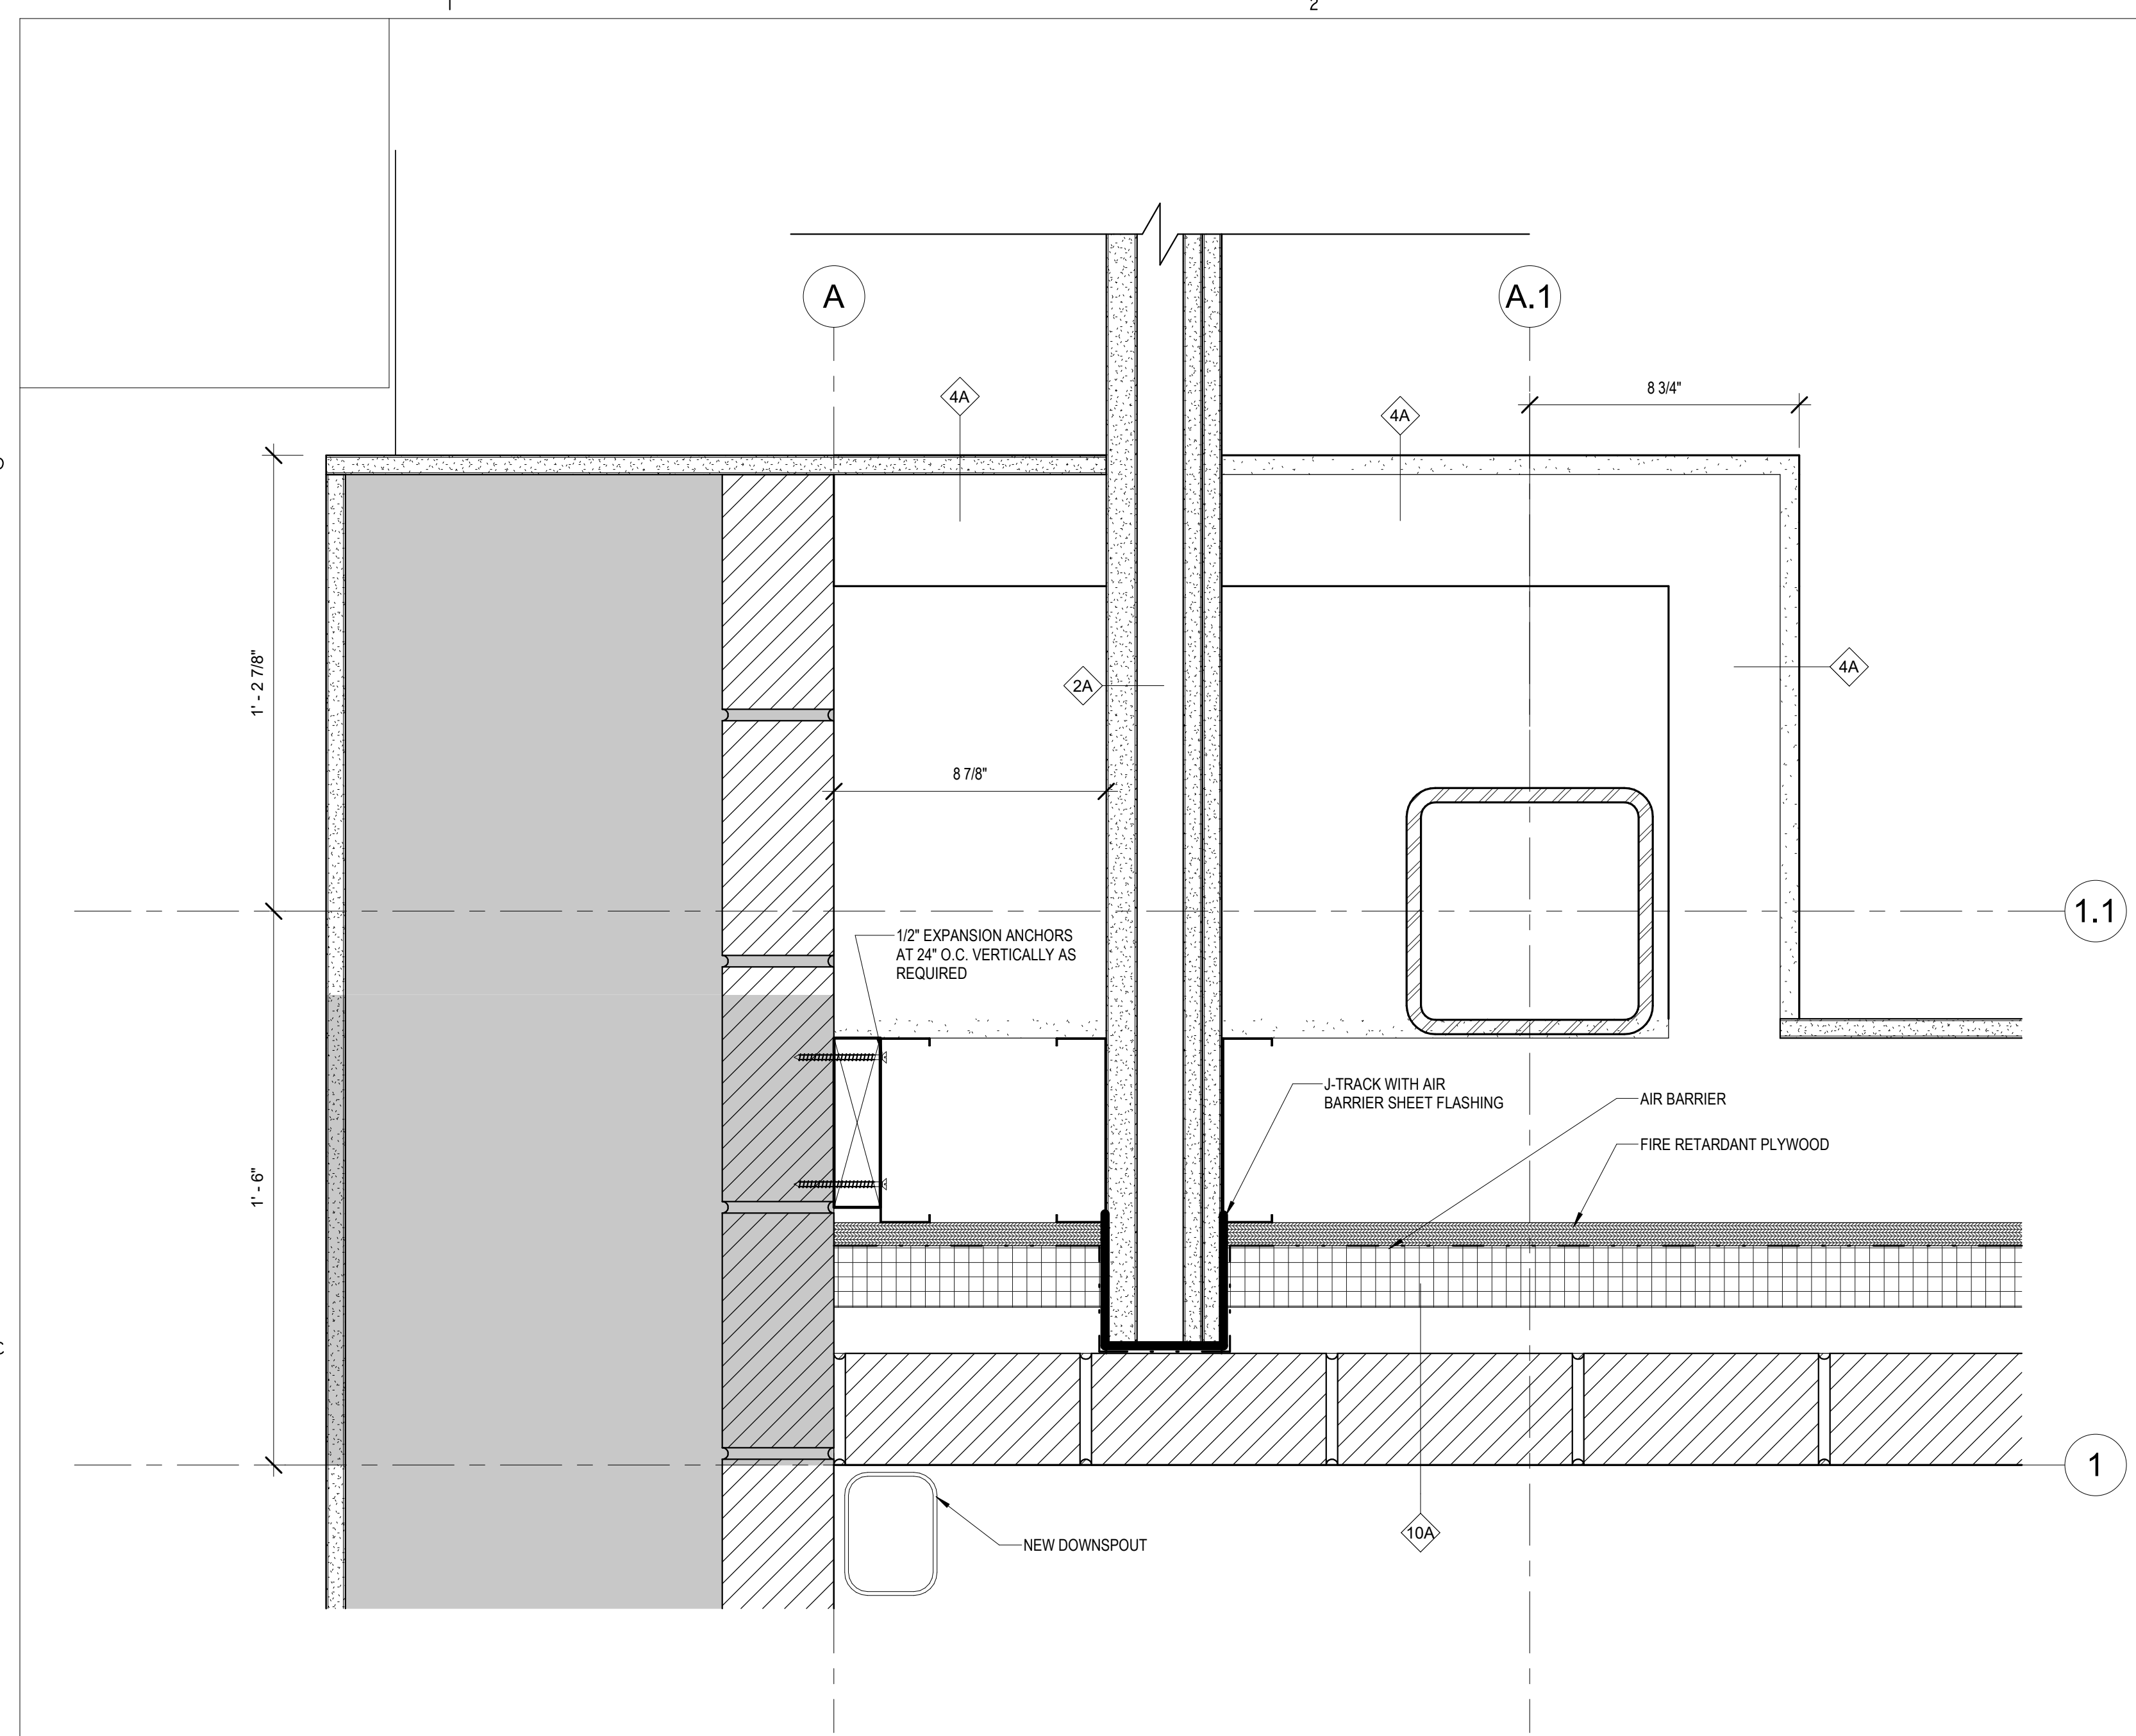 1
2
A
A.1
8 3/4"
4A
4A
1' - 2 7/8"
4A
2A
8 7/8"
1.1
1/2" EXPANSION ANCHORS
AT 24" O.C. VERTICALLY AS
REQUIRED
J-TRACK WITH AIR
BARRIER SHEET FLASHING
AIR BARRIER
FIRE RETARDANT PLYWOOD
1' - 6"
1
10A
NEW DOWNSPOUT